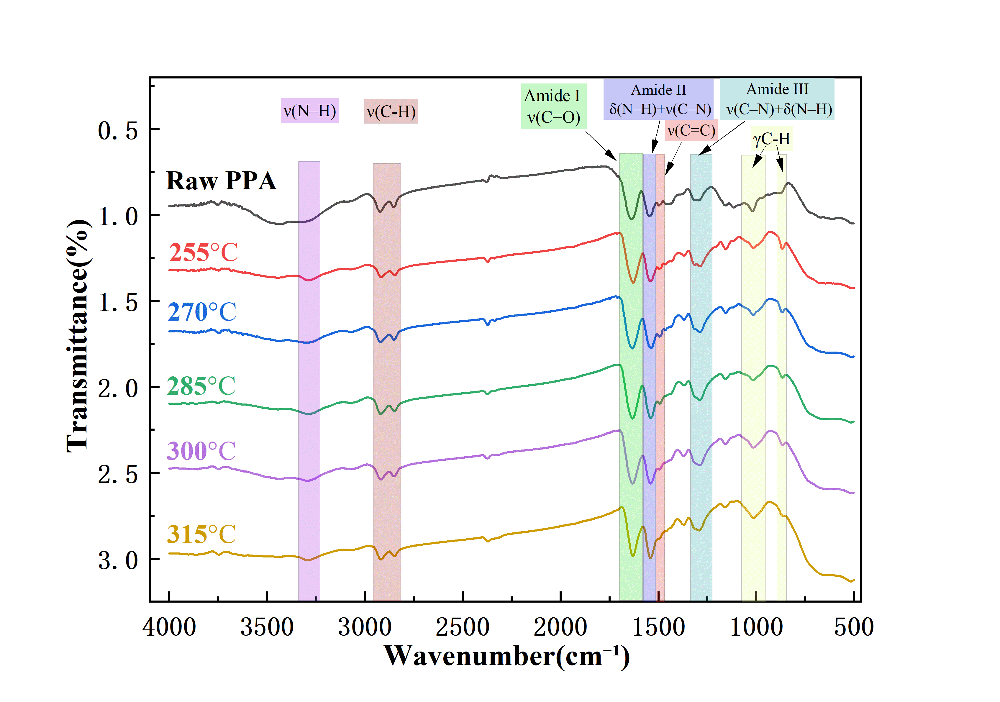 Amide I
ν(C=O)
Amide II
δ(N–H)+ν(C–N)
Amide III
ν(C–N)+δ(N–H)
ν(N–H)
ν(C-H)
ν(C=C)
γC-H
0.5
1.0
1.5
2.0
2.5
3.0
Transmittance(%)
Raw PPA
255°C
270°C
285°C
300°C
315°C
4000 3500 3000 2500 2000 1500 1000 500
Wavenumber(cm⁻¹)